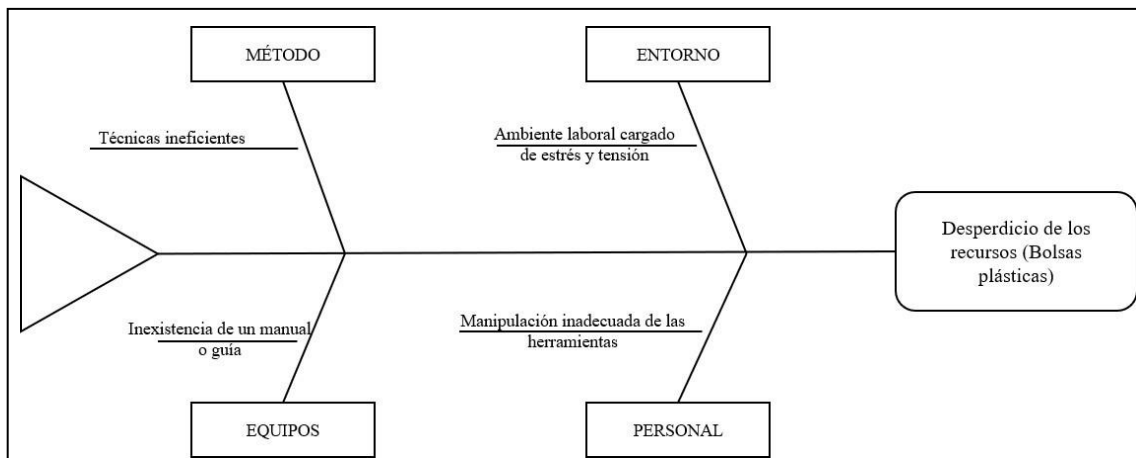 MÉTODO
ENTORNO
Técnicas ineficientes
Ambiente laboral cargado
de estrés y tensión
Desperdicio de los
recursos (Bolsas
plásticas)
Inexistencia de un manual
o guía
Manipulación inadecuada de las
herramientas
EQUIPOS
PERSONAL